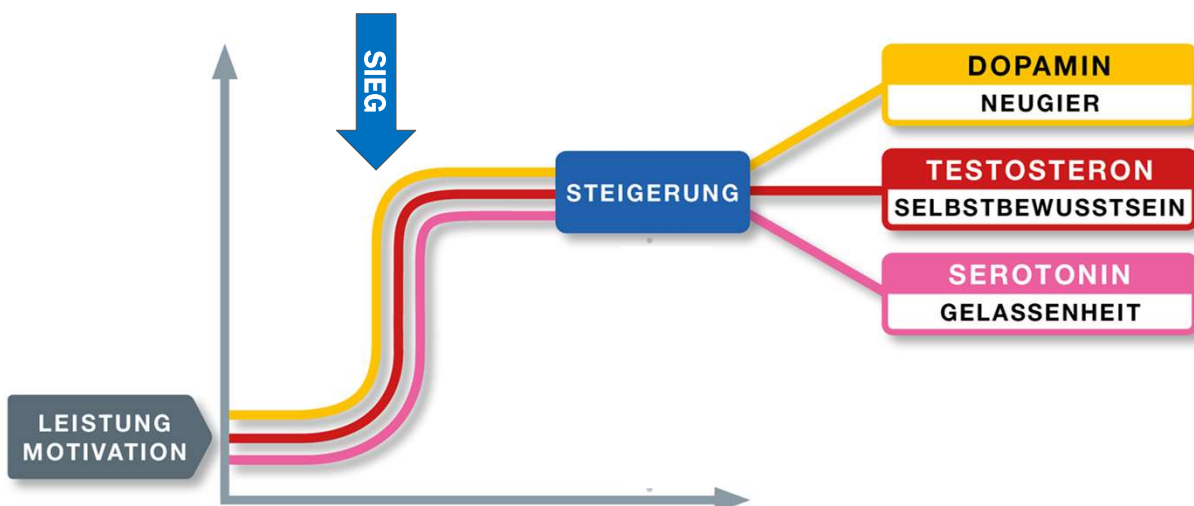 SIEG
DOPAMIN
NEUGIER
STEIGERUNG
TESTOSTERON
SELBSTBEWUSSTSEIN
SEROTONIN
GELASSENHEIT
LEISTUNG
MOTIVATION